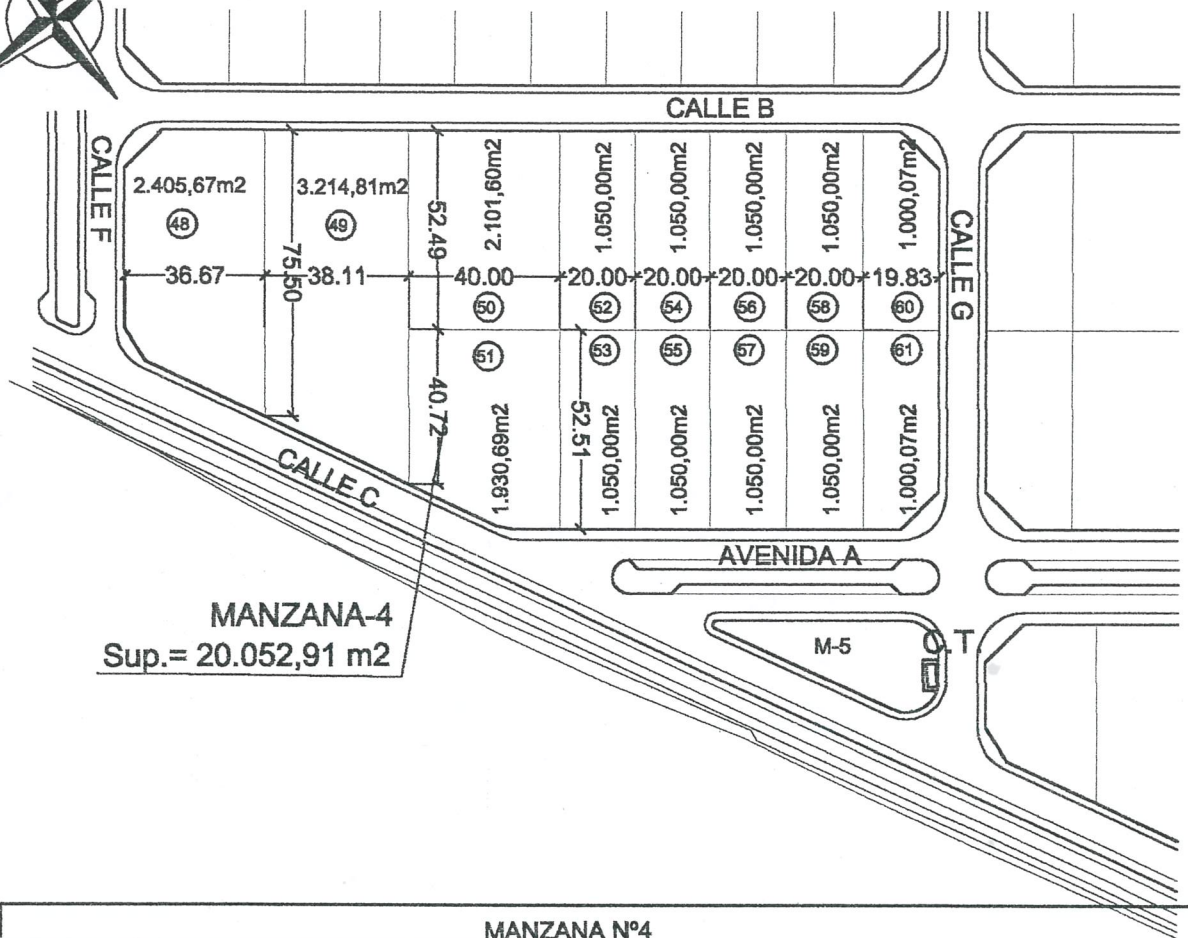 CALLE B
CALLE F
2.405,67m2
3.214,81m2
2.101,60m2
1.050,00m2
1.050,00m2
1.050,00m2
1.050,00m2
1.000,07m2
48
49
52.49
75.50
CALLE G
36.67
38.11
40.00
20.00
20.00
20.00
20.00
19.83
50
52
54
56
58
60
51
53
55
57
59
61
40.72
52.51
1.930,69m2
1.050,00m2
1.050,00m2
1.050,00m2
1.050,00m2
1.000,07m2
CALLE C
AVENIDA A
MANZANA-4
Sup.= 20.052,91 m2
M-5
C.T
MANZANA Nº4